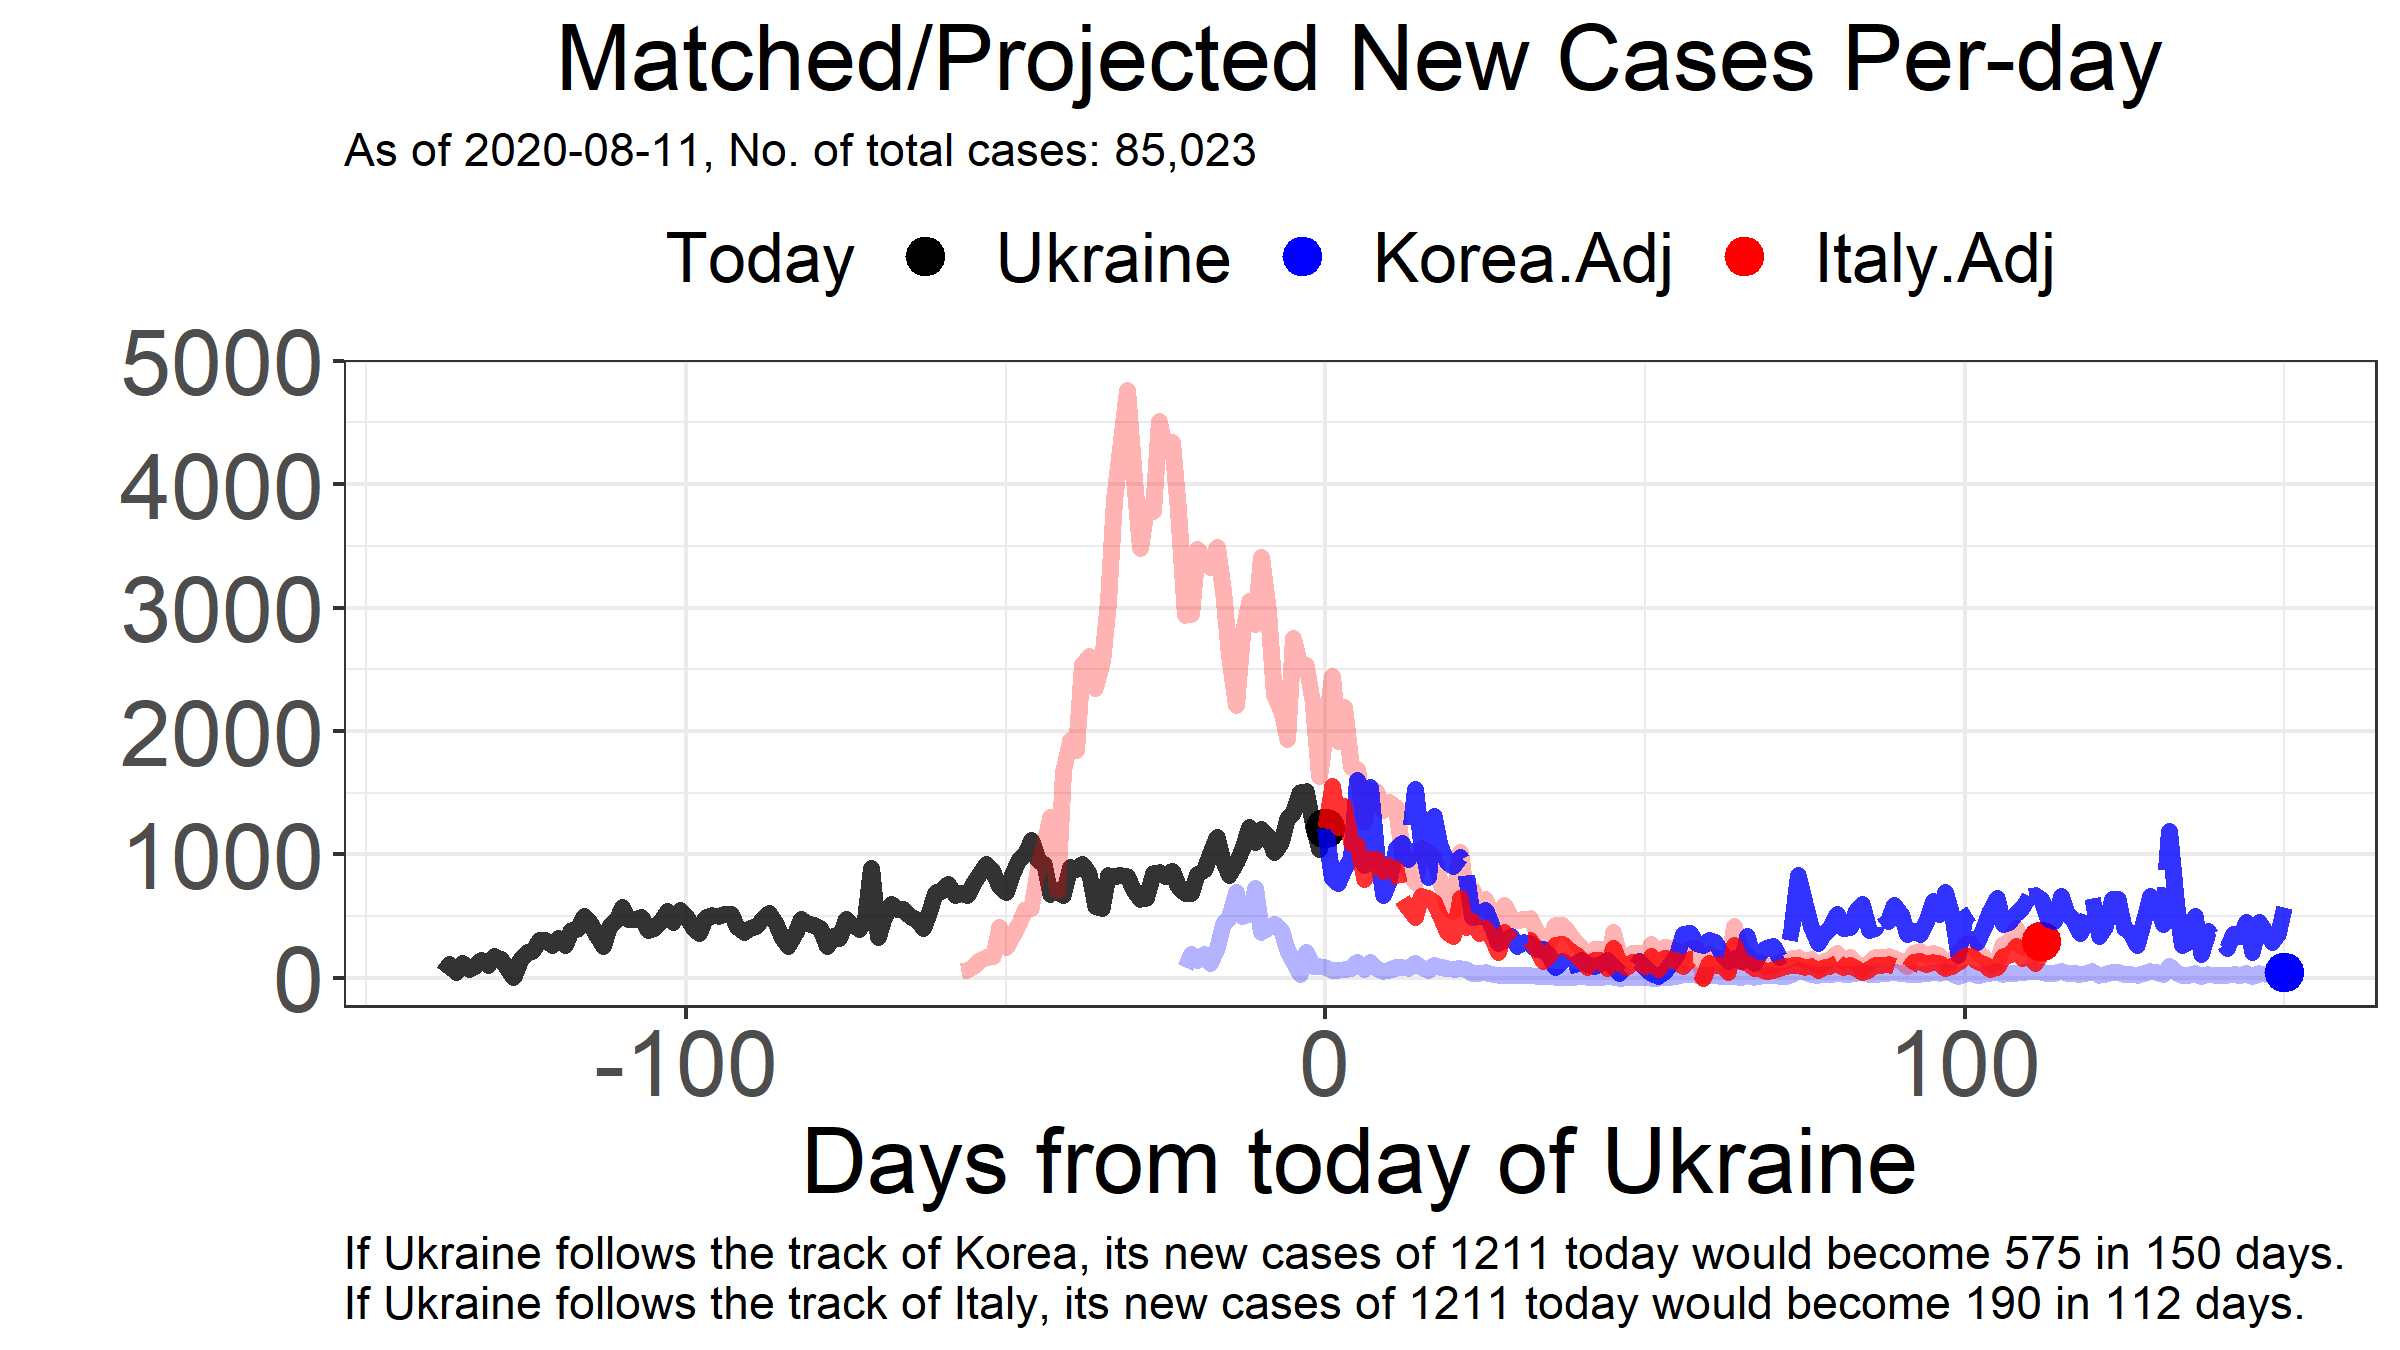 Matched/Projected New Cases Per-day
As of 2020-08-11, No. of total cases: 85,023
Today Ukraine Korea.Adj Italy.Adj
5000
4000
3000
2000
1000
0
-100 0 100
Days from today of Ukraine
If Ukraine follows the track of Korea, its new cases of 1211 today would become 575 in 150 days.
If Ukraine follows the track of Italy, its new cases of 1211 today would become 190 in 112 days.